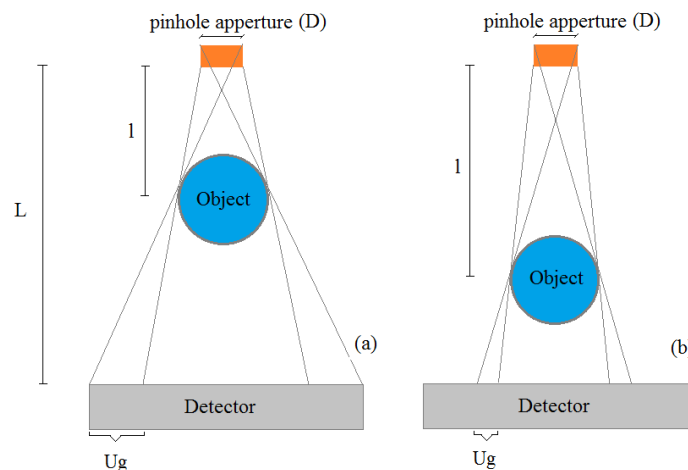 pinhole apperture (D)
l
L
Object
(a)
Detector
Ug
pinhole apperture (D)
l
Object
(b
Detector
Ug